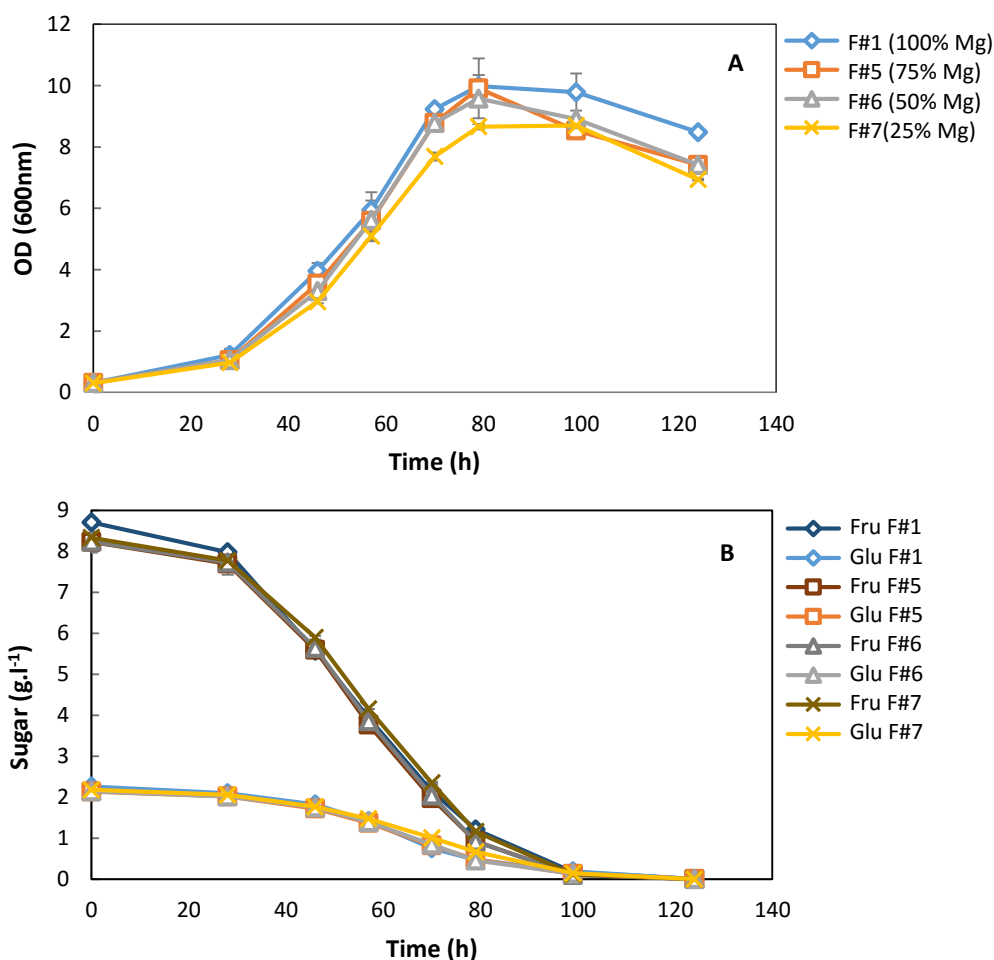 A
F#1 (100% Mg)
F#5 (75% Mg)
F#6 (50% Mg)
F#7(25% Mg)
OD (600nm)
12
10
8
6
4
2
0
0 20 40 60 80 100 120 140
Time (h)
B
Fru F#1
Glu F#1
Fru F#5
Glu F#5
Fru F#6
Glu F#6
Fru F#7
Glu F#7
Sugar (g.l⁻¹)
9
8
7
6
5
4
3
2
1
0
0 20 40 60 80 100 120 140
Time (h)